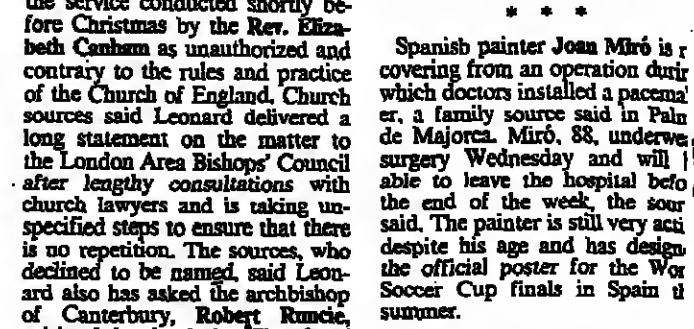 the service conducted shortly be-
fore Christmas by the Rev. Eliza-
beth Canham as unauthorized and
contrary to the rules and practice
of the Church of England. Church
sources said Leonard delivered a
long statement on the matter to
the London Area Bishops' Council
after lengthy consultations with
church lawyers and is taking un-
specified steps to ensure that there
is no repetition. The sources, who
declined to be named, said Leon-
ard also has asked the archbishop
of Canterbury, Robert Runcie,
* * *
Spanish painter Joan Miró is r
covering from an operation durin
which doctors installed a pacema
er, a family source said in Palm
de Majorca. Miró, 88, underwe
surgery Wednesday and will
able to leave the hospital befo
the end of the week, the sour
said. The painter is still very acti
despite his age and has design
the official poster for the Wor
Soccer Cup finals in Spain th
summer.